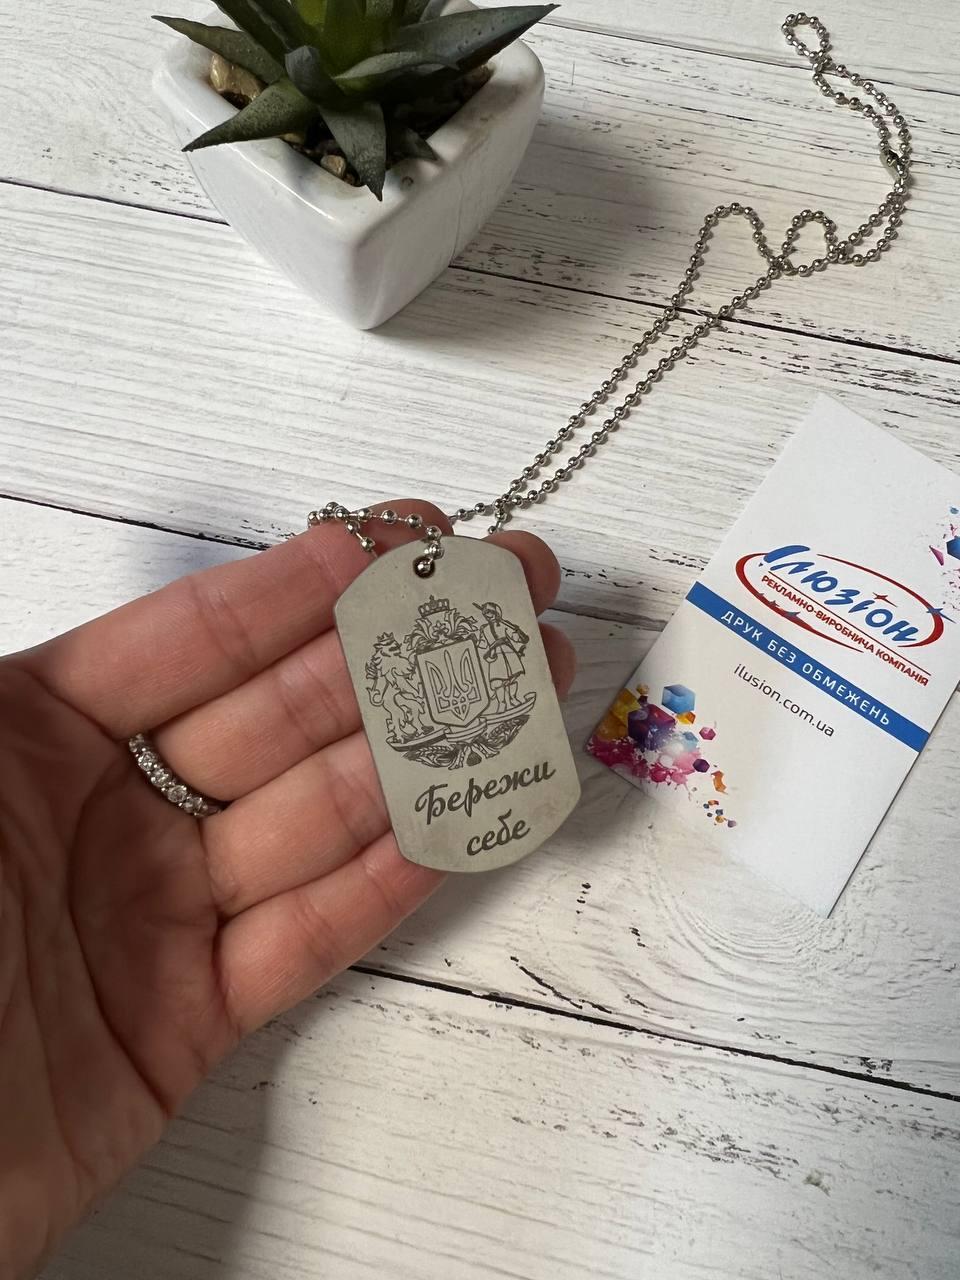 Бережи
себе
Ілюзіон
РЕКЛАМНО-ВИРОБНИЧА КОМПАНІЯ
ДРУК БЕЗ ОБМЕЖЕНЬ
ilusion.com.ua